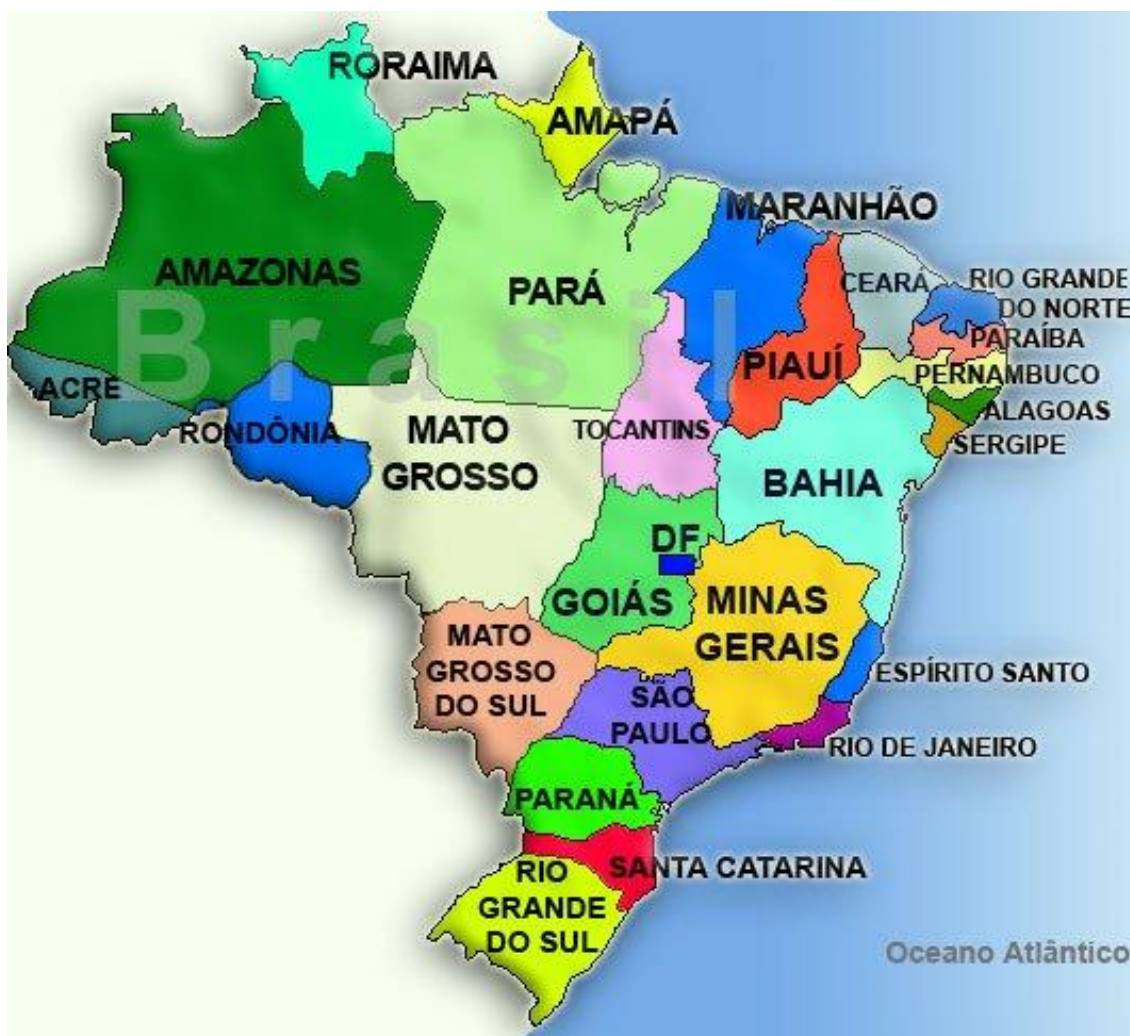 RORAIMA
AMAPÁ
MARANHÃO
AMAZONAS
PARÁ
CEARÁ
RIO GRANDE
DO NORTE
Brasil
PARAÍBA
PIAUÍ
PERNAMBUCO
ACRE
ALAGOAS
RONDÔNIA
MATO
GROSSO
TOCANTINS
SERGIPE
BAHIA
DF
GOIÁS
MINAS
GERAIS
MATO
GROSSO
DO SUL
ESPÍRITO SANTO
SÃO
PAULO
RIO DE JANEIRO
PARANÁ
SANTA CATARINA
RIO
GRANDE
DO SUL
Oceano Atlântico